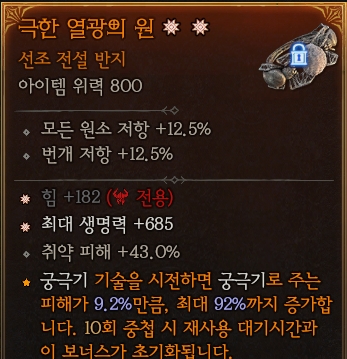 극한 열광의 원
선조 전설 반지
아이템 위력 800
모든 원소 저항 +12.5%
번개 저항 +12.5%
힘 +182 ( 전용)
최대 생명력 +685
취약 피해 +43.0%
궁극기 기술을 시전하면 궁극기로 주는
피해가 9.2%만큼, 최대 92%까지 증가합
니다. 10회 중첩 시 재사용 대기시간과
이 보너스가 초기화됩니다.